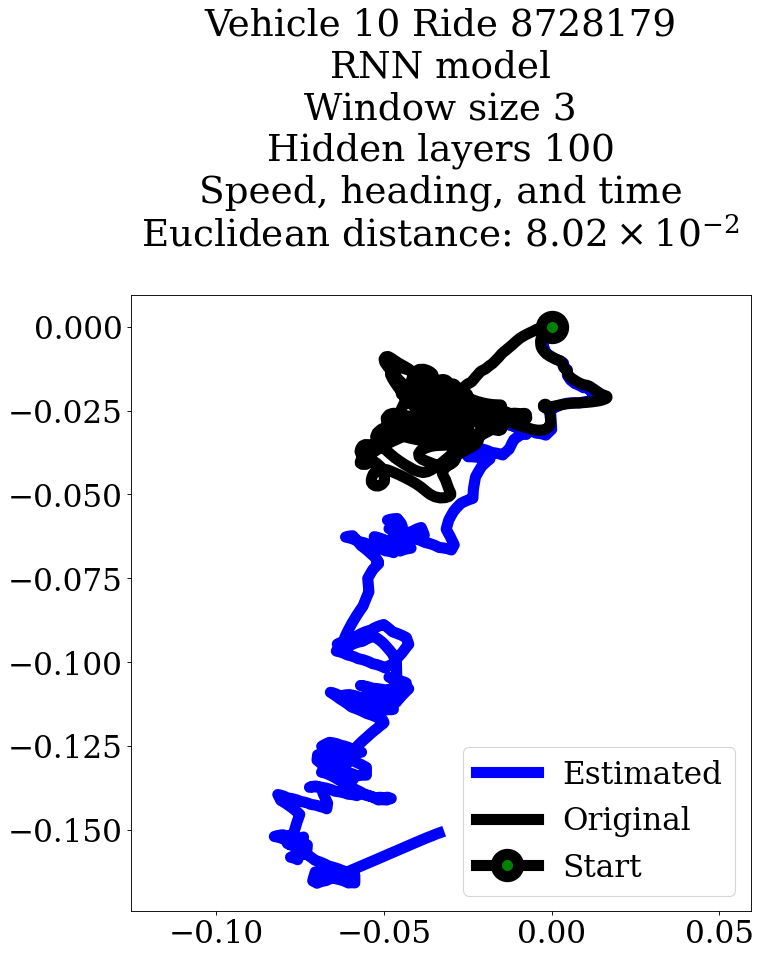 Vehicle 10 Ride 8728179
RNN model
Window size 3
Hidden layers 100
Speed, heading, and time
Euclidean distance: 8.02 × 10⁻²
0.000
−0.025
−0.050
−0.075
−0.100
−0.125
−0.150
Estimated
Original
Start
−0.10 −0.05 0.00 0.05